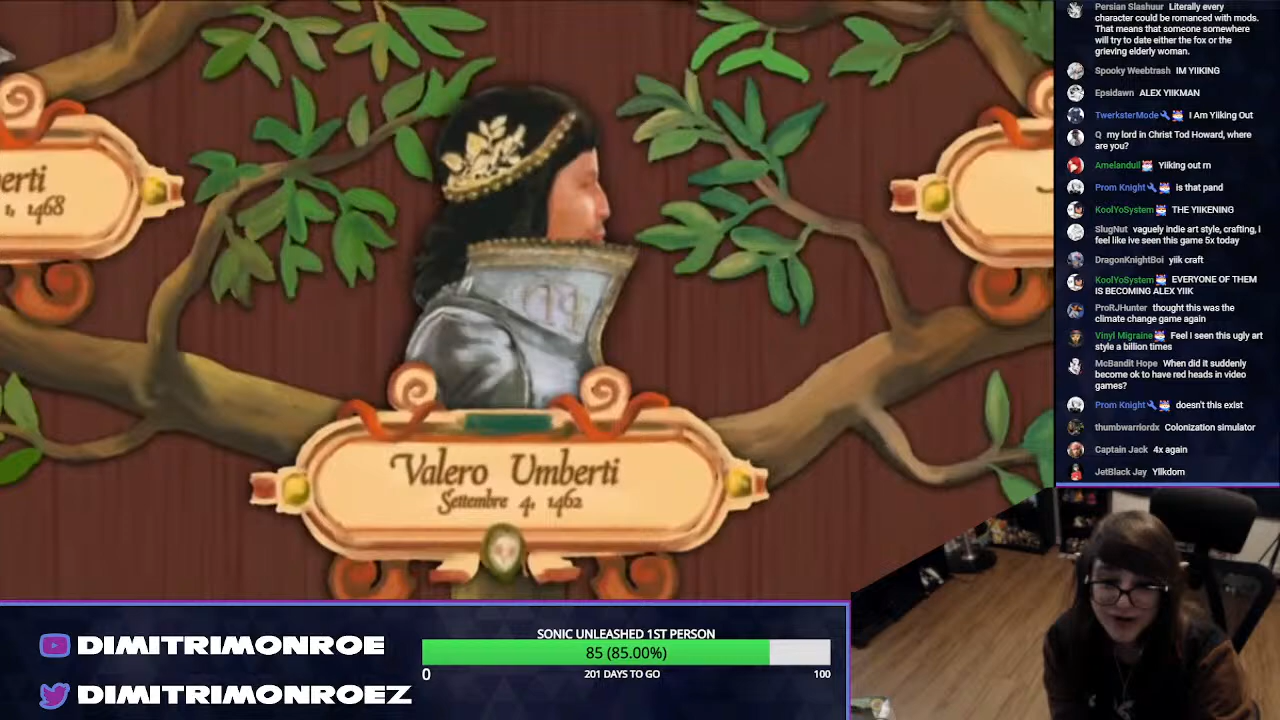 erti
1, 1468
Valero Umberti
Settembre 4, 1462
Persian Slashuur Literally every
character could be romanced with mods.
That means that someone somewhere
will try to date either the fox or the
grieving elderly woman.
Spooky Weebtrash IM YIIKING
Epsidawn ALEX YIIKMAN
TwerksterMode I Am Yiiking Out
Q my lord in Christ Tod Howard, where
are you?
Amelanduil Yiiking out rn
Prom Knight is that pand
KoolYoSystem THE YIIKENING
SlugNut vaguely indie art style, crafting, i
feel like ive seen this game 5x today
DragonKnightBoi yiik craft
KoolYoSystem EVERYONE OF THEM
IS BECOMING ALEX YIIK
ProRJHunter thought this was the
climate change game again
Vinyl Migraine Feel I seen this ugly art
style a billion times
McBandit Hope When did it suddenly
become ok to have red heads in video
games?
Prom Knight doesn't this exist
thumbwarriordx Colonization simulator
Captain Jack 4x again
JetBlack Jay YIIkdom
DIMITRIMONROE
DIMITRIMONROEZ
SONIC UNLEASHED 1ST PERSON
85 (85.00%)
0 201 DAYS TO GO 100